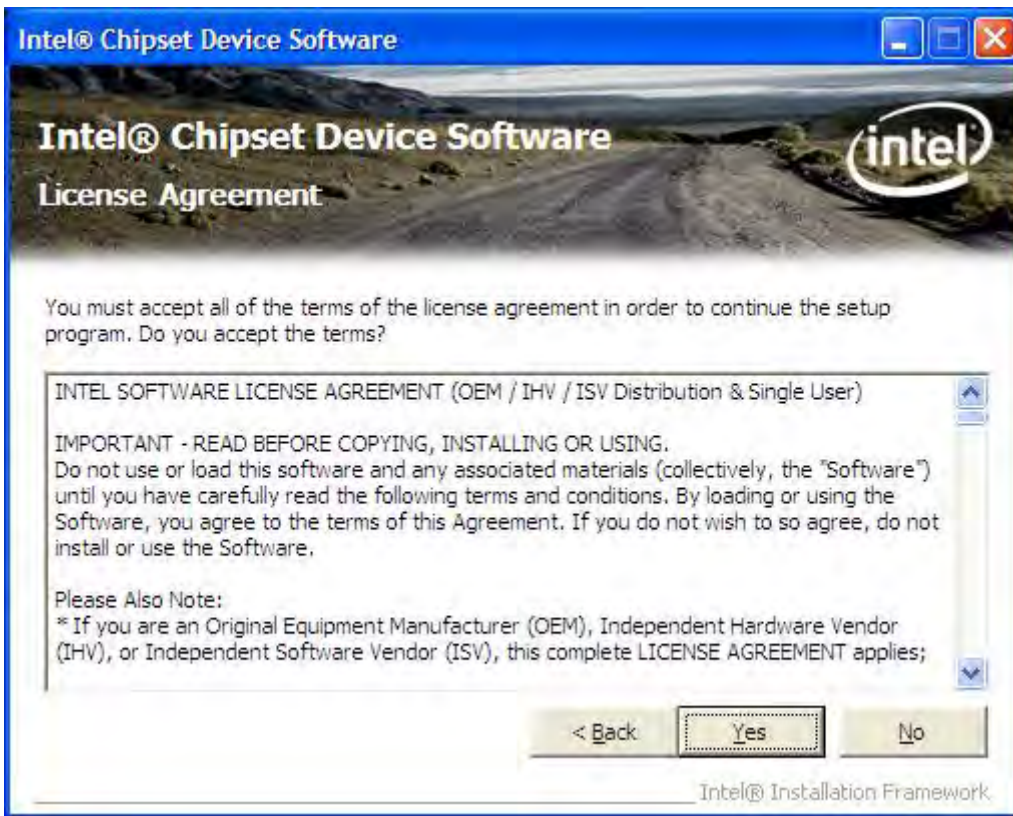 Intel® Chipset Device Software
Intel® Chipset Device Software
intel
License Agreement
You must accept all of the terms of the license agreement in order to continue the setup
program. Do you accept the terms?
INTEL SOFTWARE LICENSE AGREEMENT (OEM / IHV / ISV Distribution & Single User)
IMPORTANT - READ BEFORE COPYING, INSTALLING OR USING.
Do not use or load this software and any associated materials (collectively, the "Software")
until you have carefully read the following terms and conditions. By loading or using the
Software, you agree to the terms of this Agreement. If you do not wish to so agree, do not
install or use the Software.
Please Also Note:
* If you are an Original Equipment Manufacturer (OEM), Independent Hardware Vendor
(IHV), or Independent Software Vendor (ISV), this complete LICENSE AGREEMENT applies;
< Back Yes No
Intel® Installation Framework